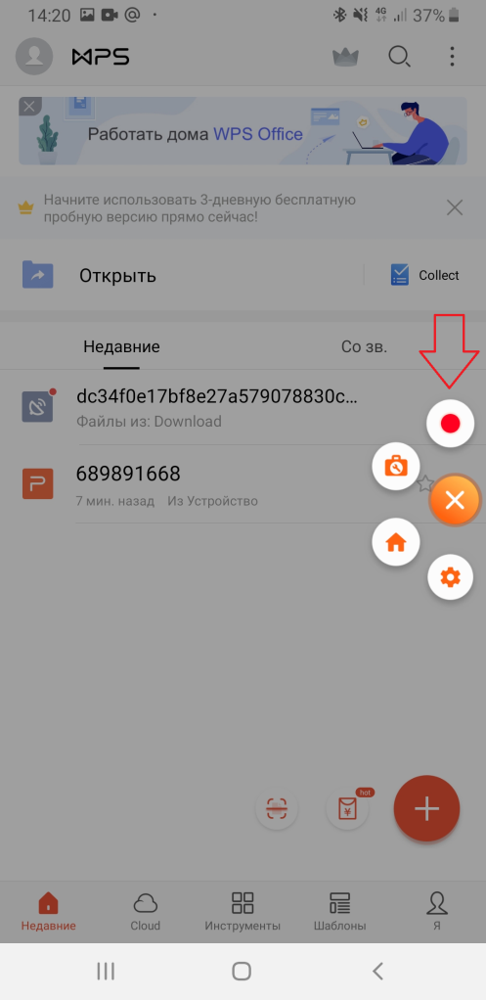 14:20 @ 4G 37%
WPS
Работать дома WPS Office
Начните использовать 3-дневную бесплатную
пробную версию прямо сейчас!
Открыть Collect
Недавние Со зв.
dc34f0e17bf8e27a579078830c...
Файлы из: Download
689891668
7 мин. назад Из Устройство
hot
¥
Недавние Cloud Инструменты Шаблоны Я